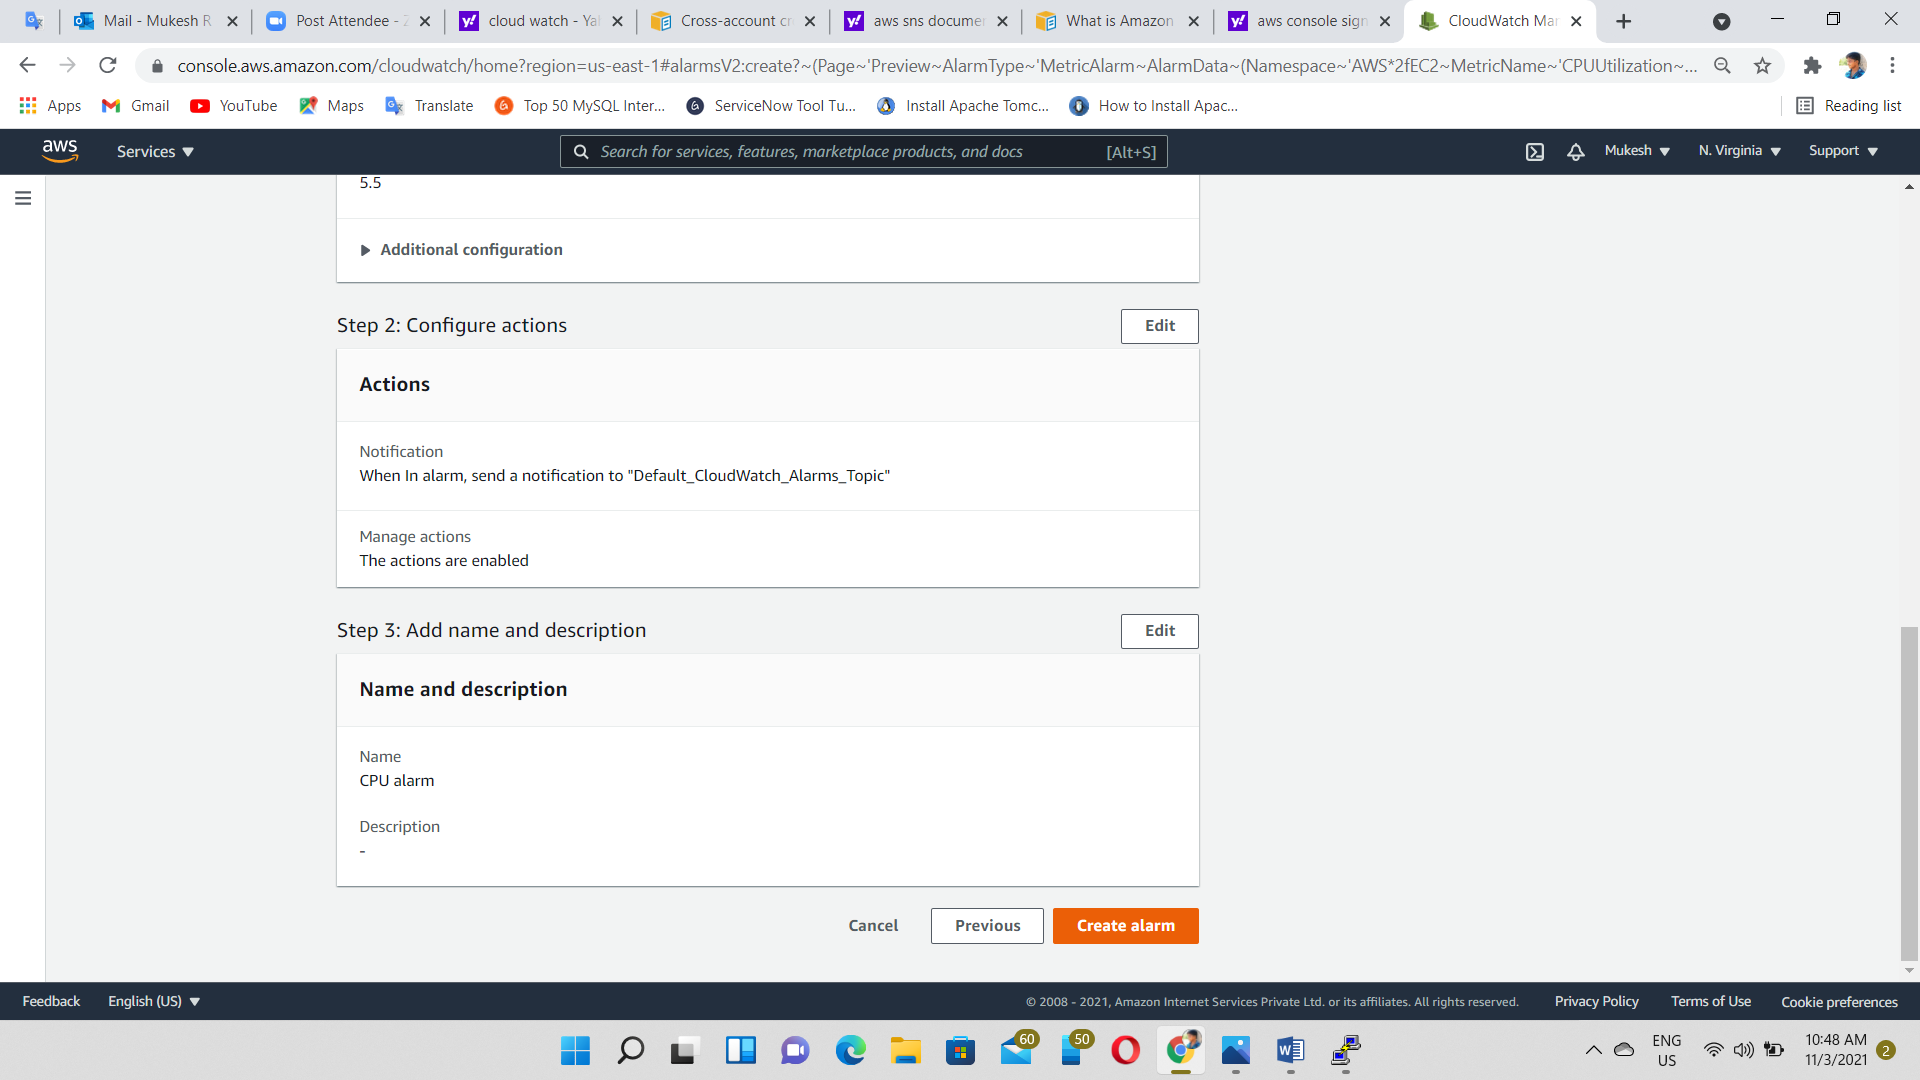 Mail - Mukesh R
Post Attendee - Z
cloud watch - Yah
Cross-account cr
aws sns documen
What is Amazon
aws console sign
CloudWatch Man
console.aws.amazon.com/cloudwatch/home?region=us-east-1#alarmsV2:create?~(Page~'Preview~AlarmType~'MetricAlarm~AlarmData~(Namespace~'AWS*2fEC2~MetricName~'CPUUtilization~...
Apps
Gmail
YouTube
Maps
Translate
Top 50 MySQL Inter...
ServiceNow Tool Tu...
Install Apache Tomc...
How to Install Apac...
Reading list
aws
Services
Search for services, features, marketplace products, and docs
[Alt+S]
Mukesh
N. Virginia
Support
5.5
Additional configuration
Step 2: Configure actions
Edit
Actions
Notification
When In alarm, send a notification to "Default_CloudWatch_Alarms_Topic"
Manage actions
The actions are enabled
Step 3: Add name and description
Edit
Name and description
Name
CPU alarm
Description
-
Cancel
Previous
Create alarm
Feedback
English (US)
© 2008 - 2021, Amazon Internet Services Private Ltd. or its affiliates. All rights reserved.
Privacy Policy
Terms of Use
Cookie preferences
60
50
ENG
US
10:48 AM
11/3/2021
2